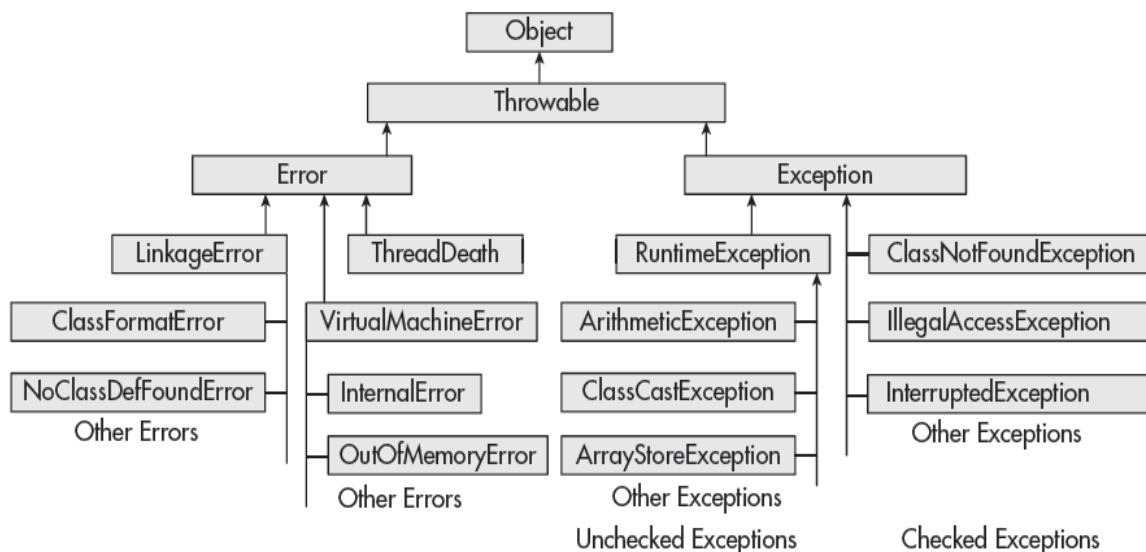 Object
Throwable
Error
Exception
LinkageError
ThreadDeath
RuntimeException
ClassNotFoundException
ClassFormatError
VirtualMachineError
ArithmeticException
IllegalAccessException
NoClassDefFoundError
InternalError
ClassCastException
InterruptedException
Other Errors
Other Exceptions
OutOfMemoryError
ArrayStoreException
Other Errors
Other Exceptions
Unchecked Exceptions
Checked Exceptions